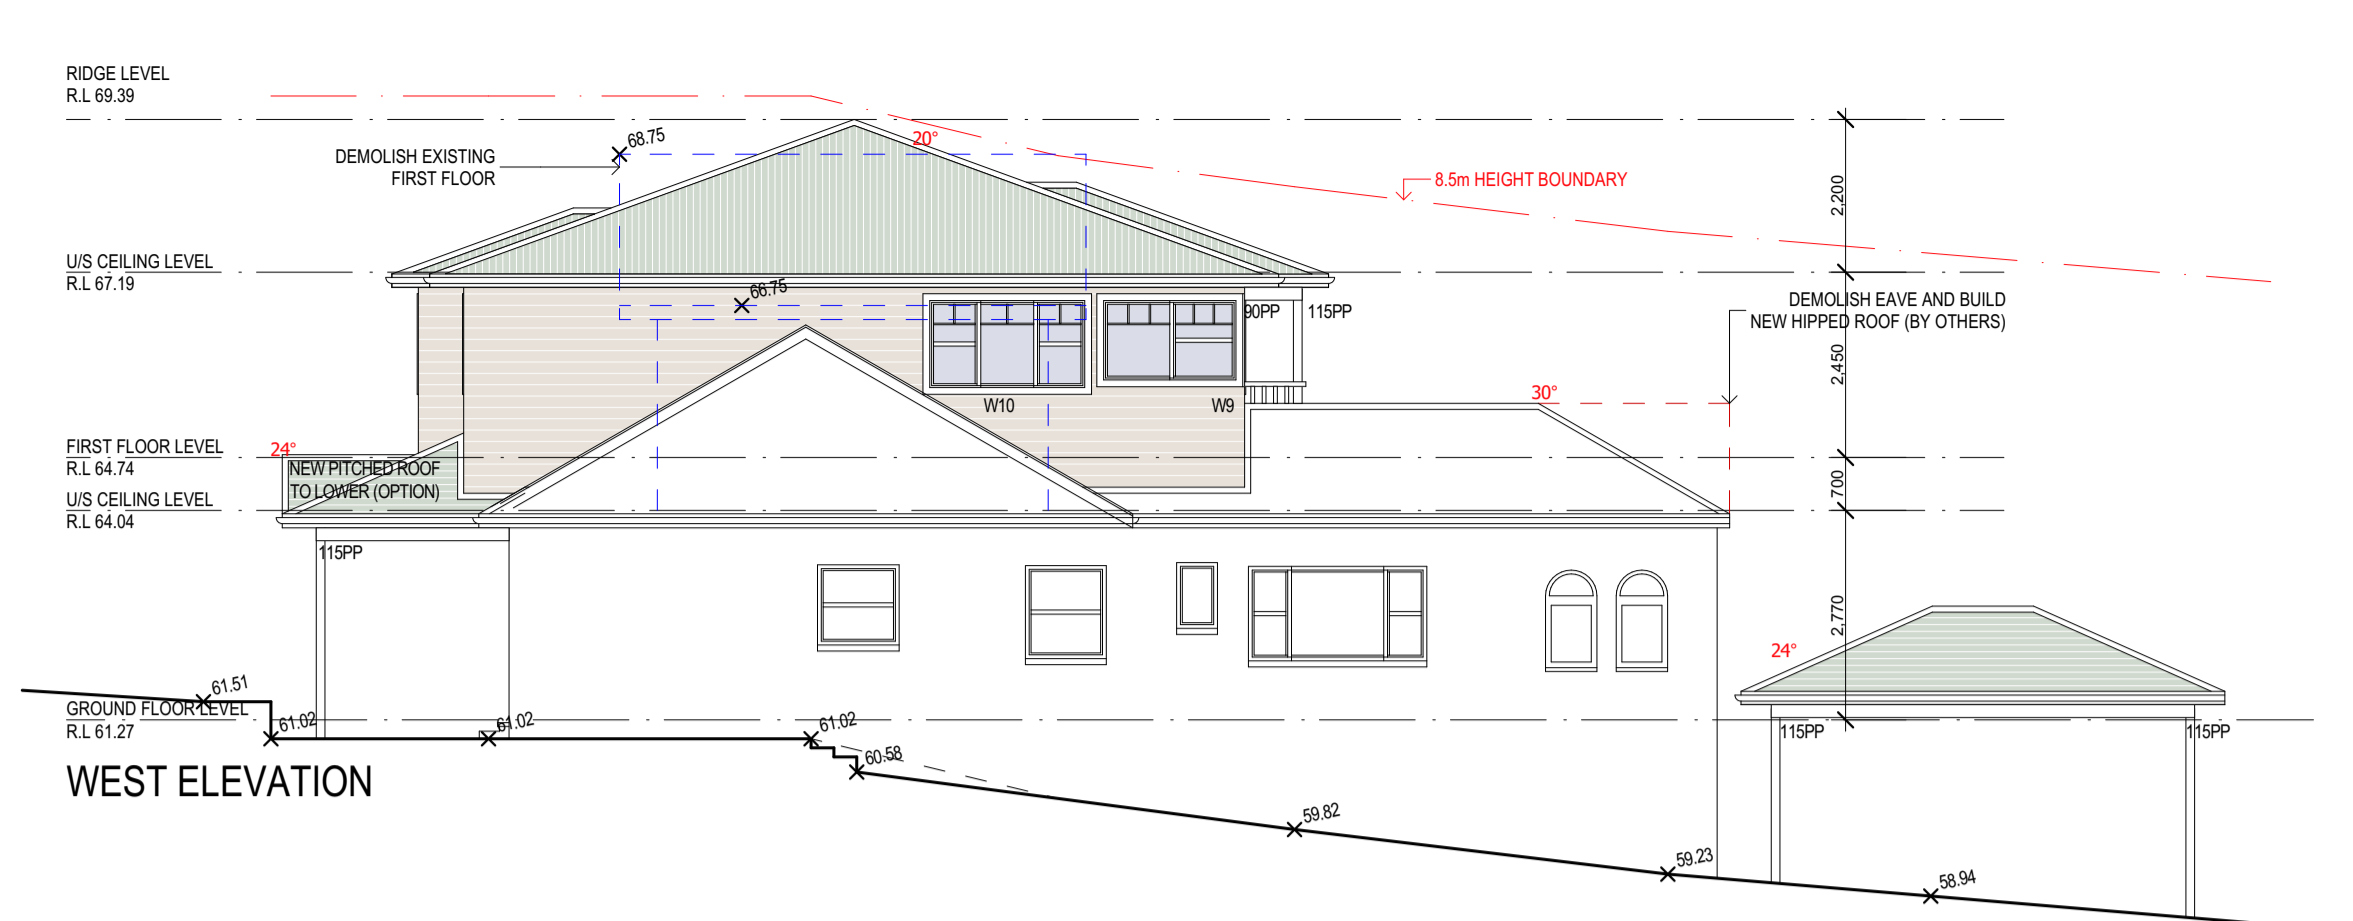 RIDGE LEVEL
R.L 69.39
68.75
20°
DEMOLISH EXISTING
FIRST FLOOR
8.5m HEIGHT BOUNDARY
2,200
U/S CEILING LEVEL
R.L 67.19
66.75
90PP
115PP
DEMOLISH EAVE AND BUILD
NEW HIPPED ROOF (BY OTHERS)
2,450
W10
W9
30°
FIRST FLOOR LEVEL
R.L 64.74
24°
NEW PITCHED ROOF
TO LOWER (OPTION)
700
U/S CEILING LEVEL
R.L 64.04
115PP
2,770
24°
61.51
GROUND FLOOR LEVEL
R.L 61.27
61.02
61.02
61.02
115PP
115PP
60.58
WEST ELEVATION
59.82
59.23
58.94